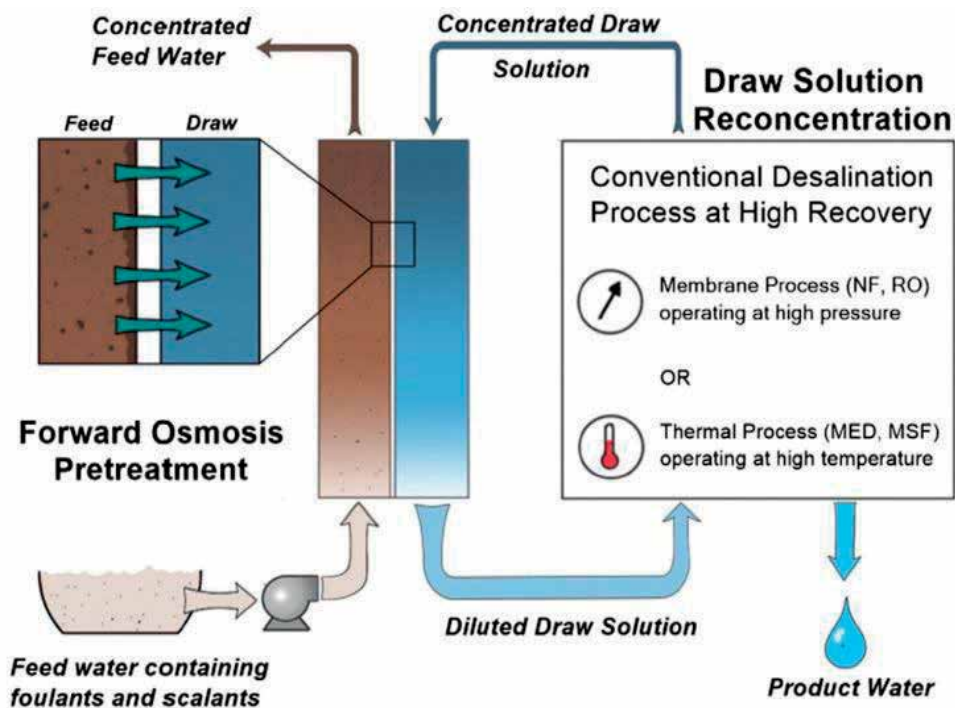 Concentrated
Feed Water
Concentrated Draw
Solution
Draw Solution
Reconcentration
Feed
Draw
Conventional Desalination
Process at High Recovery
Membrane Process (NF, RO)
operating at high pressure
OR
Thermal Process (MED, MSF)
operating at high temperature
Forward Osmosis
Pretreatment
Diluted Draw Solution
Feed water containing
foulants and scalants
Product Water